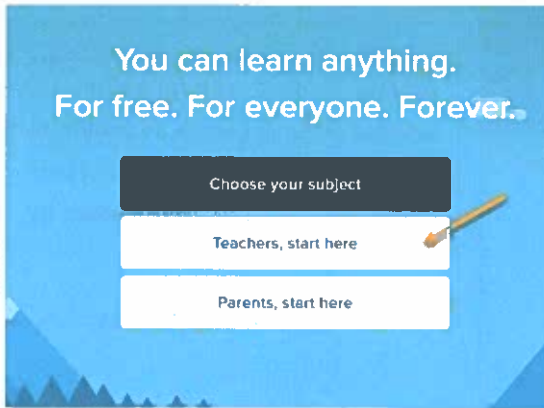 You can learn anything.
For free. For everyone. Forever.
Choose your subject
Teachers, start here
Parents, start here